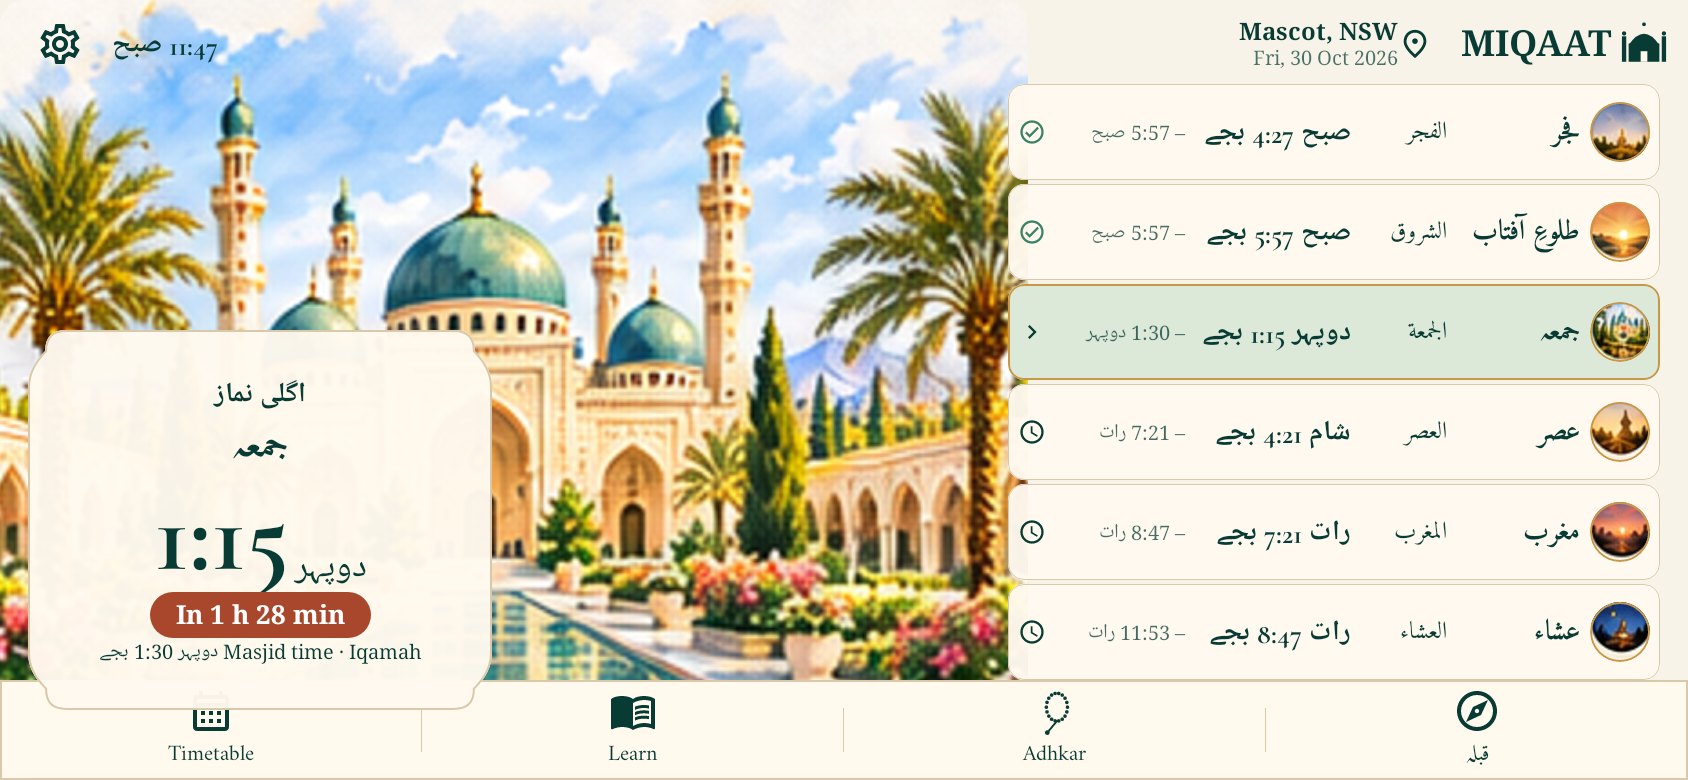 MIQAAT
Mascot, NSW
Fri, 30 Oct 2026
11:47 صبح
فجر الفجر صبح 4:27 بجے – 5:57 صبح
طلوعِ آفتاب الشروق صبح 5:57 بجے – 5:57 صبح
جمعہ الجمعة دوپہر 1:15 بجے – 1:30 دوپہر
عصر العصر شام 4:21 بجے – 7:21 رات
مغرب المغرب رات 7:21 بجے – 8:47 رات
عشاء العشاء رات 8:47 بجے – 11:53 رات
اگلی نماز
جمعہ
1:15 دوپہر
In 1 h 28 min
Masjid time · Iqamah دوپہر 1:30 بجے
Timetable
Learn
Adhkar
قبلہ